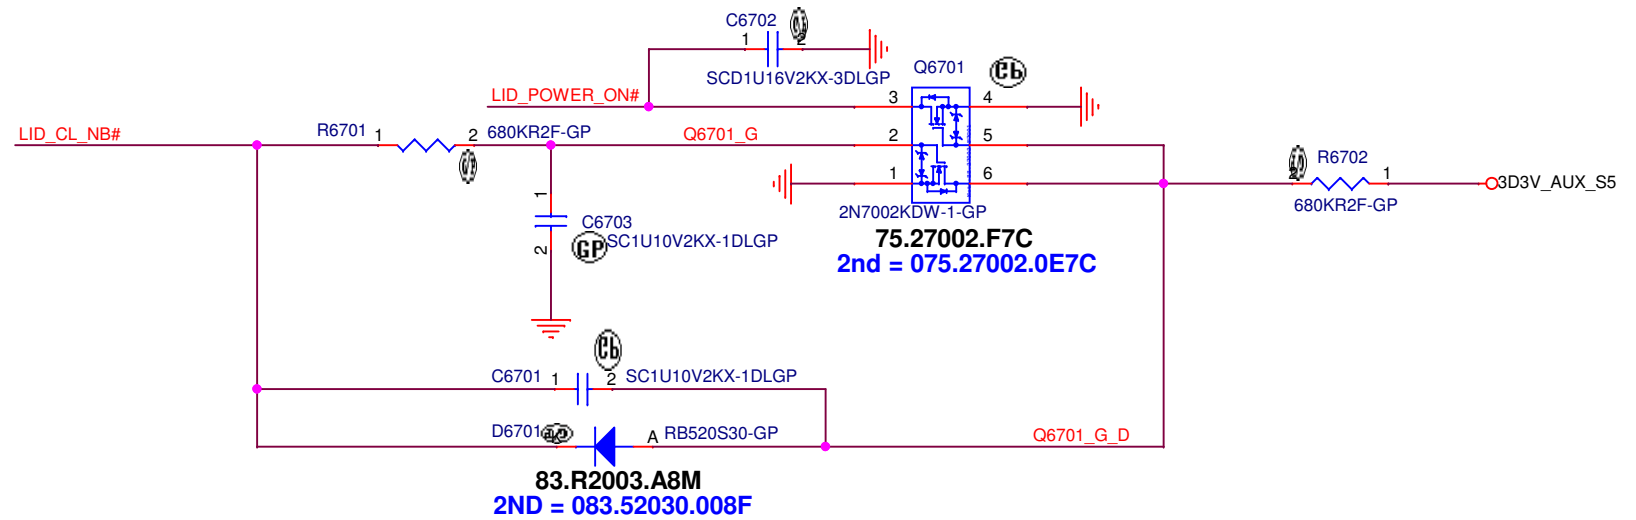 C6702
1
2
SCD1U16V2KX-3DLGP
Q6701
LID_POWER_ON#
3
4
LID_CL_NB#
R6701
1
2
680KR2F-GP
Q6701_G
2
5
1
6
R6702
2
1
3D3V_AUX_S5
680KR2F-GP
2N7002KDW-1-GP
75.27002.F7C
2nd = 075.27002.0E7C
1
C6703
2
GP
SC1U10V2KX-1DLGP
C6701
1
2
SC1U10V2KX-1DLGP
D6701
A
RB520S30-GP
Q6701_G_D
83.R2003.A8M
2ND = 083.52030.008F